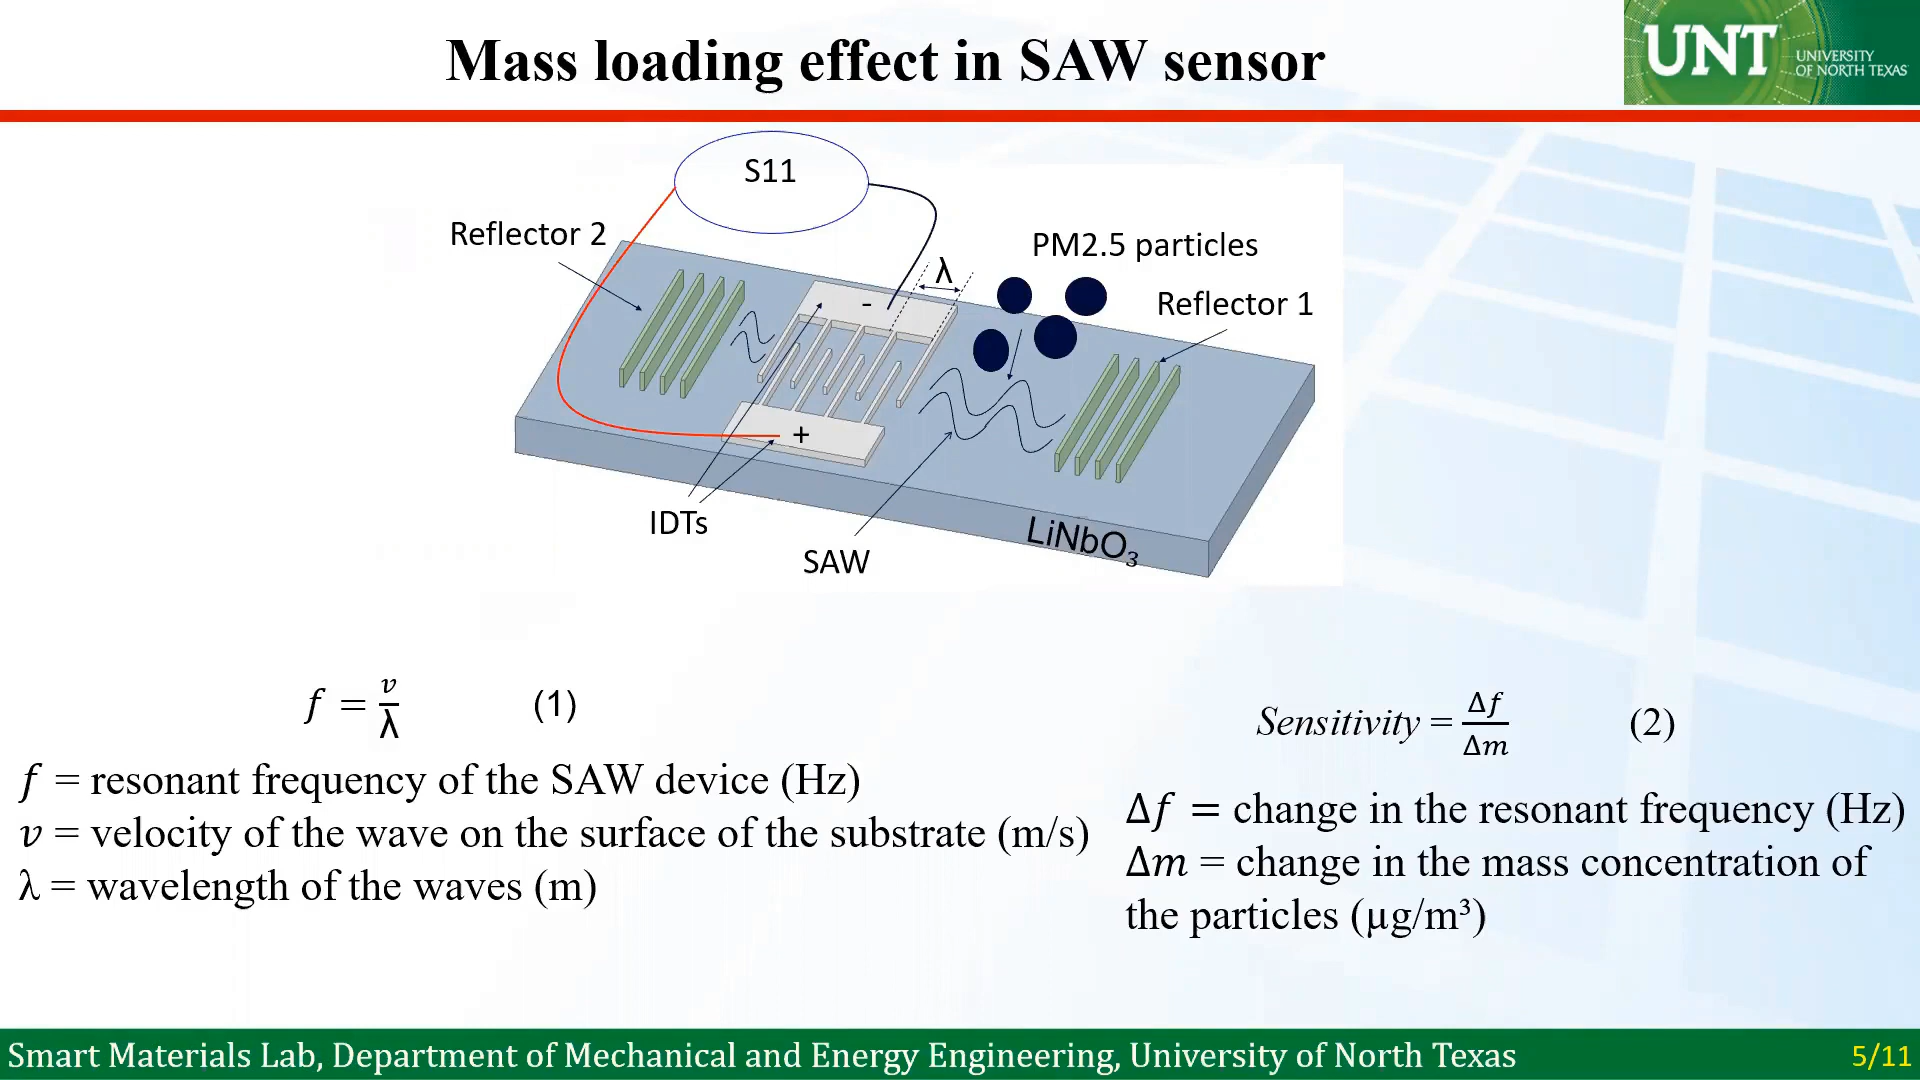 Mass loading effect in SAW sensor
UNT UNIVERSITY
OF NORTH TEXAS
S11
Reflector 2
PM2.5 particles
λ
Reflector 1
-
+
IDTs
SAW
LiNbO₃
𝑓 = 𝑣/λ (1)
𝑓 = resonant frequency of the SAW device (Hz)
𝑣 = velocity of the wave on the surface of the substrate (m/s)
λ = wavelength of the waves (m)
Sensitivity = Δ𝑓/Δ𝑚 (2)
Δ𝑓 = change in the resonant frequency (Hz)
Δ𝑚 = change in the mass concentration of
the particles (µg/m³)
Smart Materials Lab, Department of Mechanical and Energy Engineering, University of North Texas
5/11